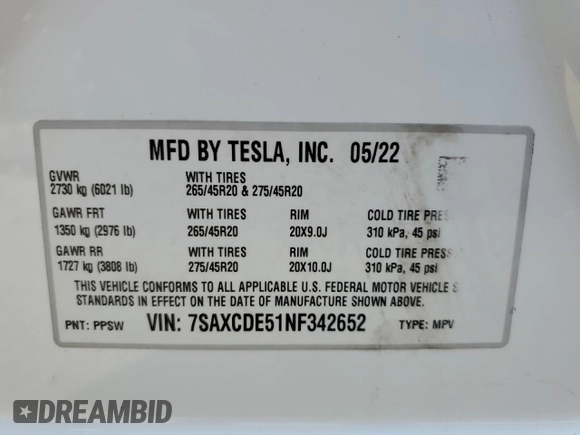 MFD BY TESLA, INC. 05/22
GVWR WITH TIRES
2730 kg (6021 lb) 265/45R20 & 275/45R20
GAWR FRT WITH TIRES RIM COLD TIRE
1350 kg (2976 lb) 265/45R20 20X9.0J 310 kPa, 45 psi
GAWR RR WITH TIRES RIM COLD TIRE
1727 kg (3808 lb) 275/45R20 20X10.0J 310 kPa, 45 psi
THIS VEHICLE CONFORMS TO ALL APPLICABLE U.S. FEDERAL MOTOR VEHICLE
STANDARDS IN EFFECT ON THE DATE OF MANUFACTURE SHOWN ABOVE.
PNT: PPSW VIN: 7SAXCDE51NF342652 TYPE: MPV
DREAMBID